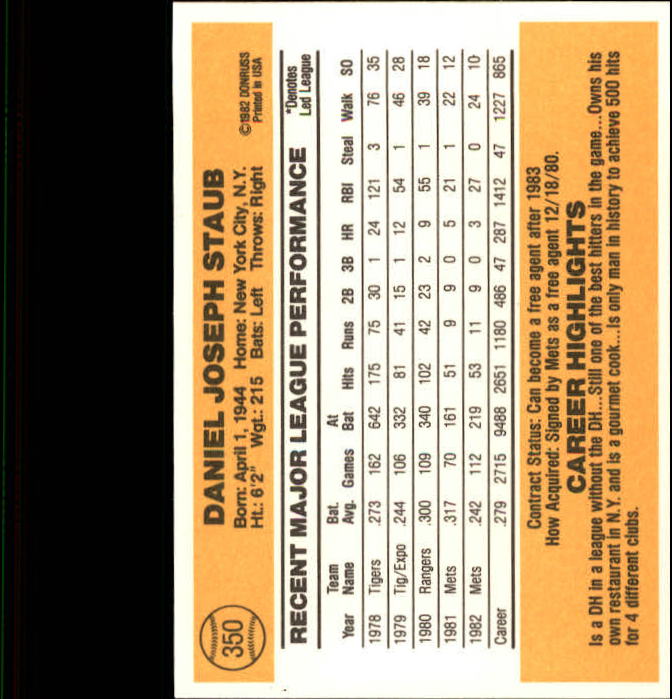 350
DANIEL JOSEPH STAUB
Born: April 1, 1944 Home: New York City, N.Y.
Ht.: 6'2" Wgt.: 215 Bats: Left Throws: Right
©1982 DONRUSS
Printed in USA
RECENT MAJOR LEAGUE PERFORMANCE
*Denotes
Led League
Year Team Name Bat. Avg. Games At Bat Hits Runs 2B 3B HR RBI Steal Walk SO
1978 Tigers .273 162 642 175 75 30 1 24 121 3 76 35
1979 Tig/Expo .244 106 332 81 41 15 1 12 54 1 46 28
1980 Rangers .300 109 340 102 42 23 2 9 55 1 39 18
1981 Mets .317 70 161 51 9 9 0 5 21 1 22 12
1982 Mets .242 112 219 53 11 9 0 3 27 0 24 10
Career .279 2715 9488 2651 1180 486 47 287 1412 47 1227 865
Contract Status: Can become a free agent after 1983
How Acquired: Signed by Mets as a free agent 12/18/80.
CAREER HIGHLIGHTS
Is a DH in a league without the DH...Still one of the best hitters in the game...Owns his
own restaurant in N.Y. and is a gourmet cook...Is only man in history to achieve 500 hits
for 4 different clubs.